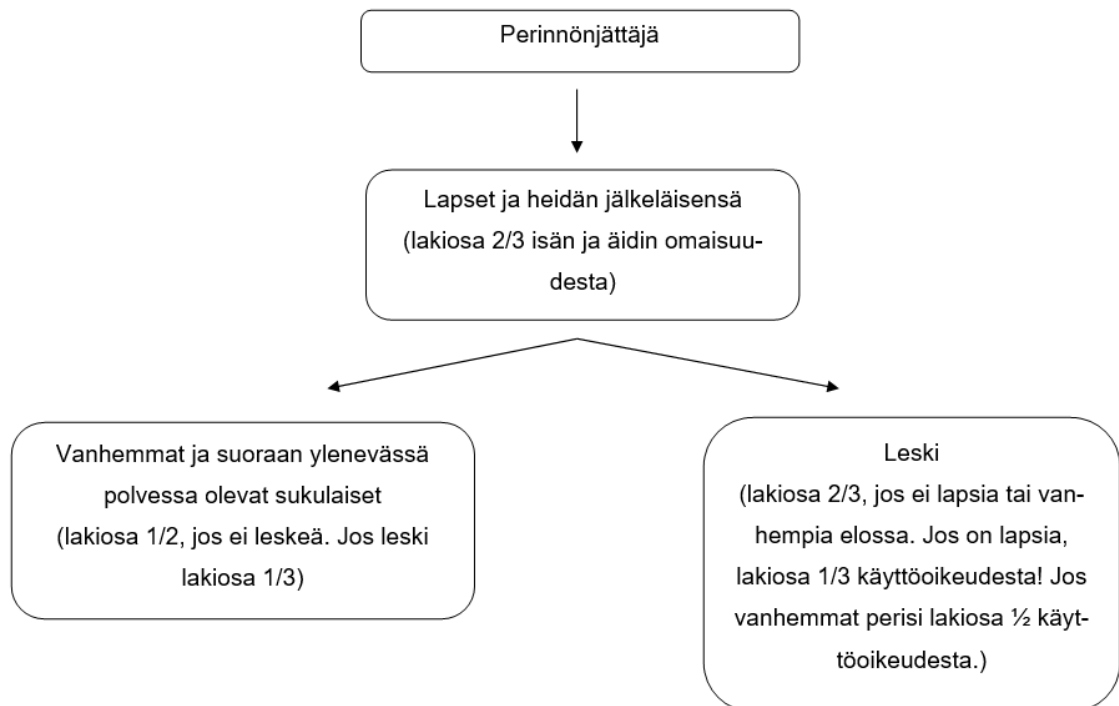 Perinnönjättäjä
Lapset ja heidän jälkeläisensä
(lakiosa 2/3 isän ja äidin omaisuu-
desta)
Vanhemmat ja suoraan ylenevässä
polvessa olevat sukulaiset
(lakiosa 1/2, jos ei leskeä. Jos leski
lakiosa 1/3)
Leski
(lakiosa 2/3, jos ei lapsia tai van-
hempia elossa. Jos on lapsia,
lakiosa 1/3 käyttöoikeudesta! Jos
vanhemmat perisi lakiosa ½ käyt-
töoikeudesta.)